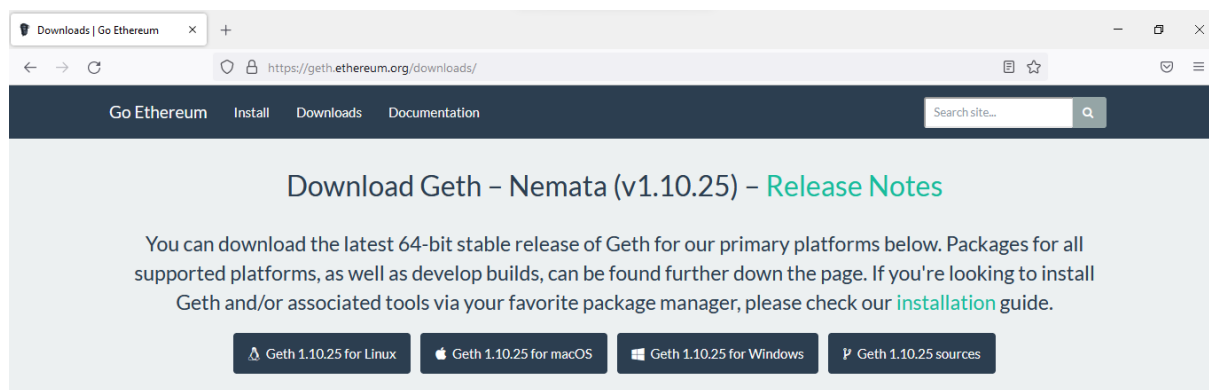 Downloads | Go Ethereum
https://geth.ethereum.org/downloads/
Go Ethereum Install Downloads Documentation Search site...
Download Geth – Nemata (v1.10.25) – Release Notes
You can download the latest 64-bit stable release of Geth for our primary platforms below. Packages for all
supported platforms, as well as develop builds, can be found further down the page. If you're looking to install
Geth and/or associated tools via your favorite package manager, please check our installation guide.
Geth 1.10.25 for Linux Geth 1.10.25 for macOS Geth 1.10.25 for Windows Geth 1.10.25 sources